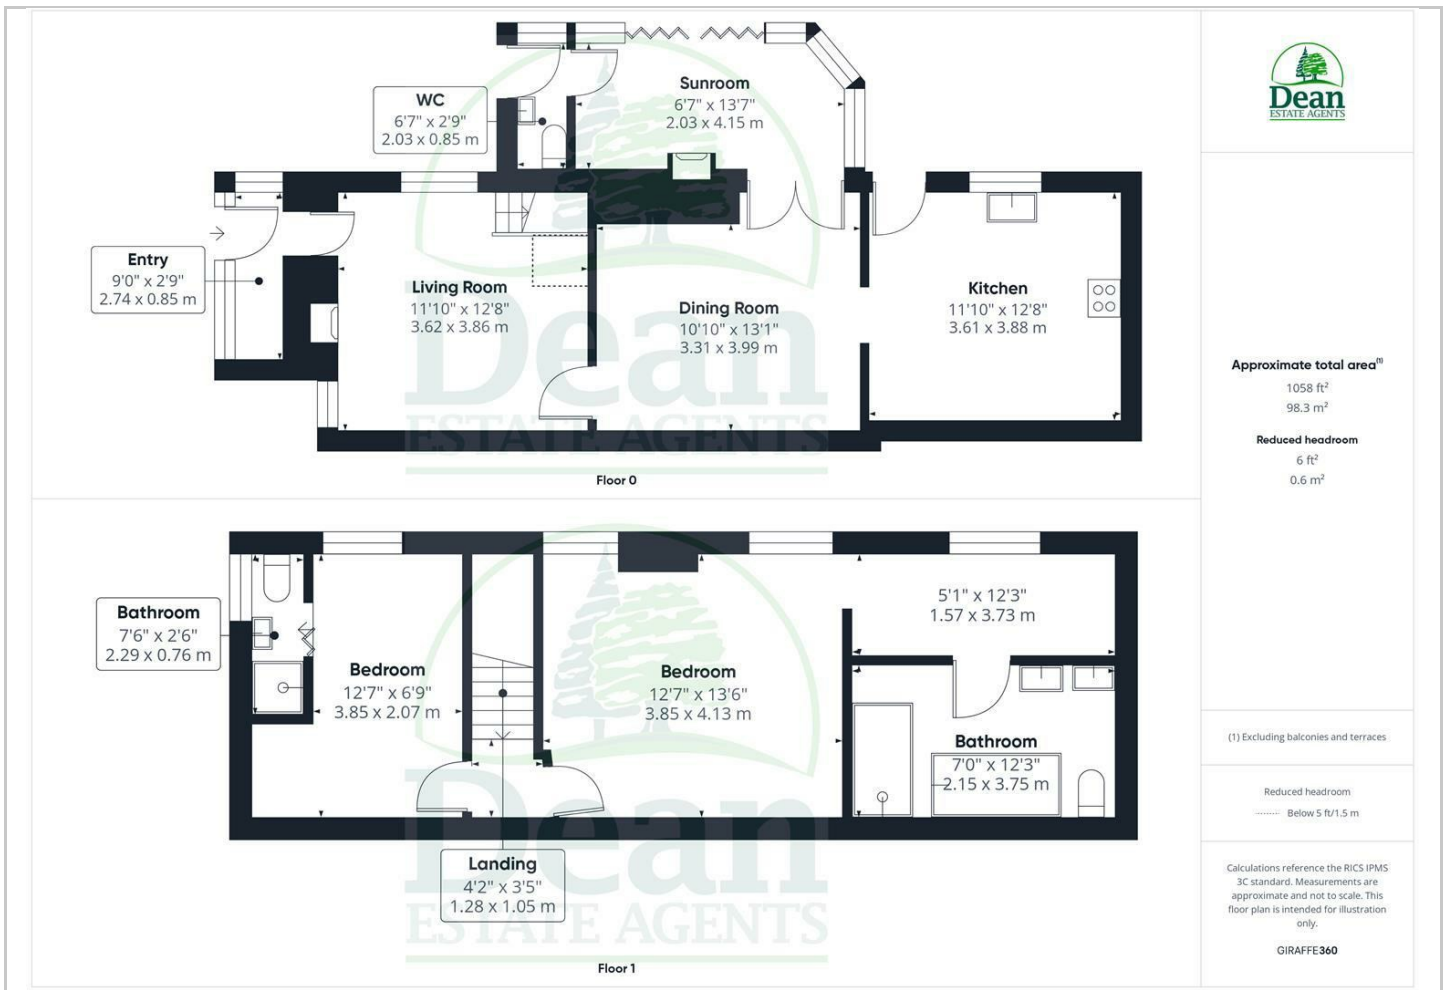 WC
6'7" x 2'9"
2.03 x 0.85 m
Sunroom
6'7" x 13'7"
2.03 x 4.15 m
Entry
9'0" x 2'9"
2.74 x 0.85 m
Living Room
11'10" x 12'8"
3.62 x 3.86 m
Dining Room
10'10" x 13'1"
3.31 x 3.99 m
Kitchen
11'10" x 12'8"
3.61 x 3.88 m
Dean
ESTATE AGENTS
Floor 0
Bathroom
7'6" x 2'6"
2.29 x 0.76 m
Bedroom
12'7" x 6'9"
3.85 x 2.07 m
Bedroom
12'7" x 13'6"
3.85 x 4.13 m
5'1" x 12'3"
1.57 x 3.73 m
Bathroom
7'0" x 12'3"
2.15 x 3.75 m
Landing
4'2" x 3'5"
1.28 x 1.05 m
Dean
ESTATE AGENTS
Floor 1
Dean
ESTATE AGENTS
Approximate total area(1)
1058 ft²
98.3 m²
Reduced headroom
6 ft²
0.6 m²
(1) Excluding balconies and terraces
Reduced headroom
Below 5 ft/1.5 m
Calculations reference the RICS IPMS
3C standard. Measurements are
approximate and not to scale. This
floor plan is intended for illustration
only.
GIRAFFE360